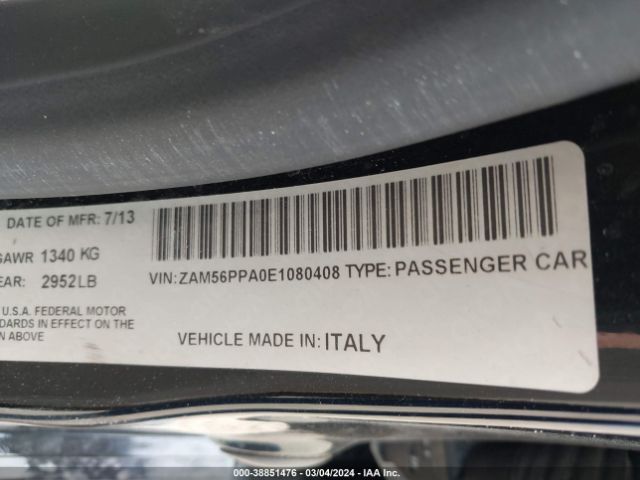 DATE OF MFR: 7/13
GAWR 1340 KG
EAR: 2952LB
VIN: ZAM56PPA0E1080408 TYPE: PASSENGER CAR
U.S.A. FEDERAL MOTOR
DARDS IN EFFECT ON THE
N ABOVE
VEHICLE MADE IN: ITALY
000-38851476 - 03/04/2024 - IAA Inc.